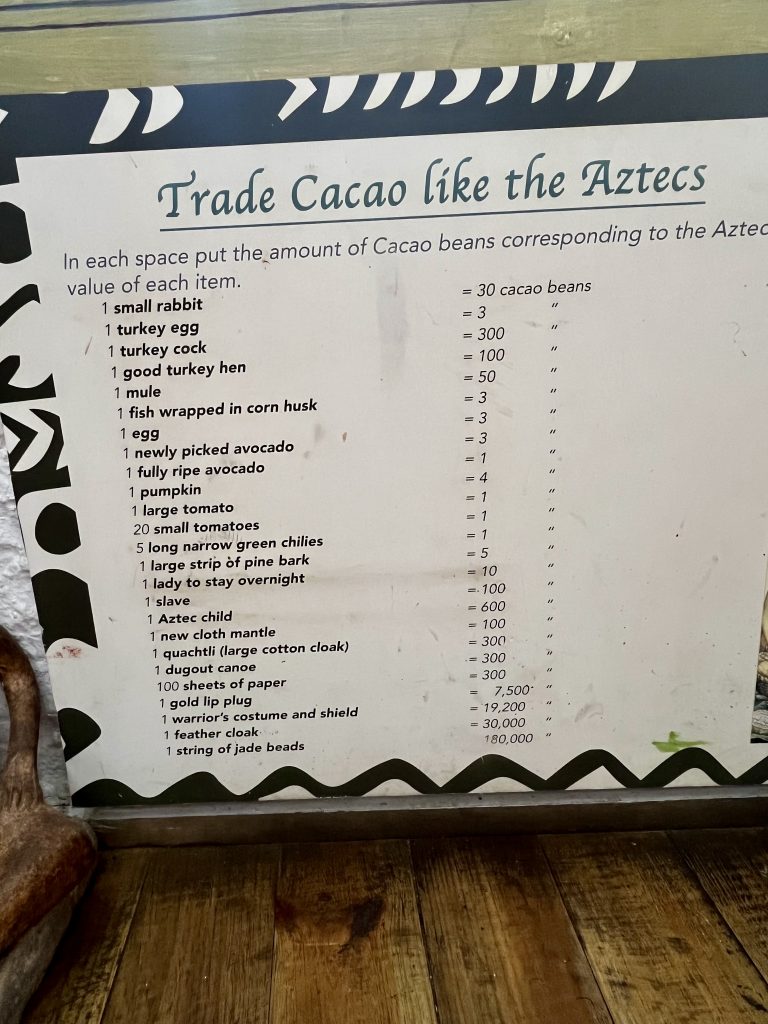 Trade Cacao like the Aztecs
In each space put the amount of Cacao beans corresponding to the Aztec
value of each item.
1 small rabbit = 30 cacao beans
1 turkey egg = 3 "
1 turkey cock = 300 "
1 good turkey hen = 100 "
1 mule = 50 "
1 fish wrapped in corn husk = 3 "
1 egg = 3 "
1 newly picked avocado = 3 "
1 fully ripe avocado = 1 "
1 pumpkin = 4 "
1 large tomato = 1 "
20 small tomatoes = 1 "
5 long narrow green chilies = 1 "
1 large strip of pine bark = 5 "
1 lady to stay overnight = 10 "
1 slave = 100 "
1 Aztec child = 600 "
1 new cloth mantle = 100 "
1 quachtli (large cotton cloak) = 300 "
1 dugout canoe = 300 "
100 sheets of paper = 300 "
1 gold lip plug = 7,500 "
1 warrior's costume and shield = 19,200 "
1 feather cloak = 30,000 "
1 string of jade beads 180,000 "